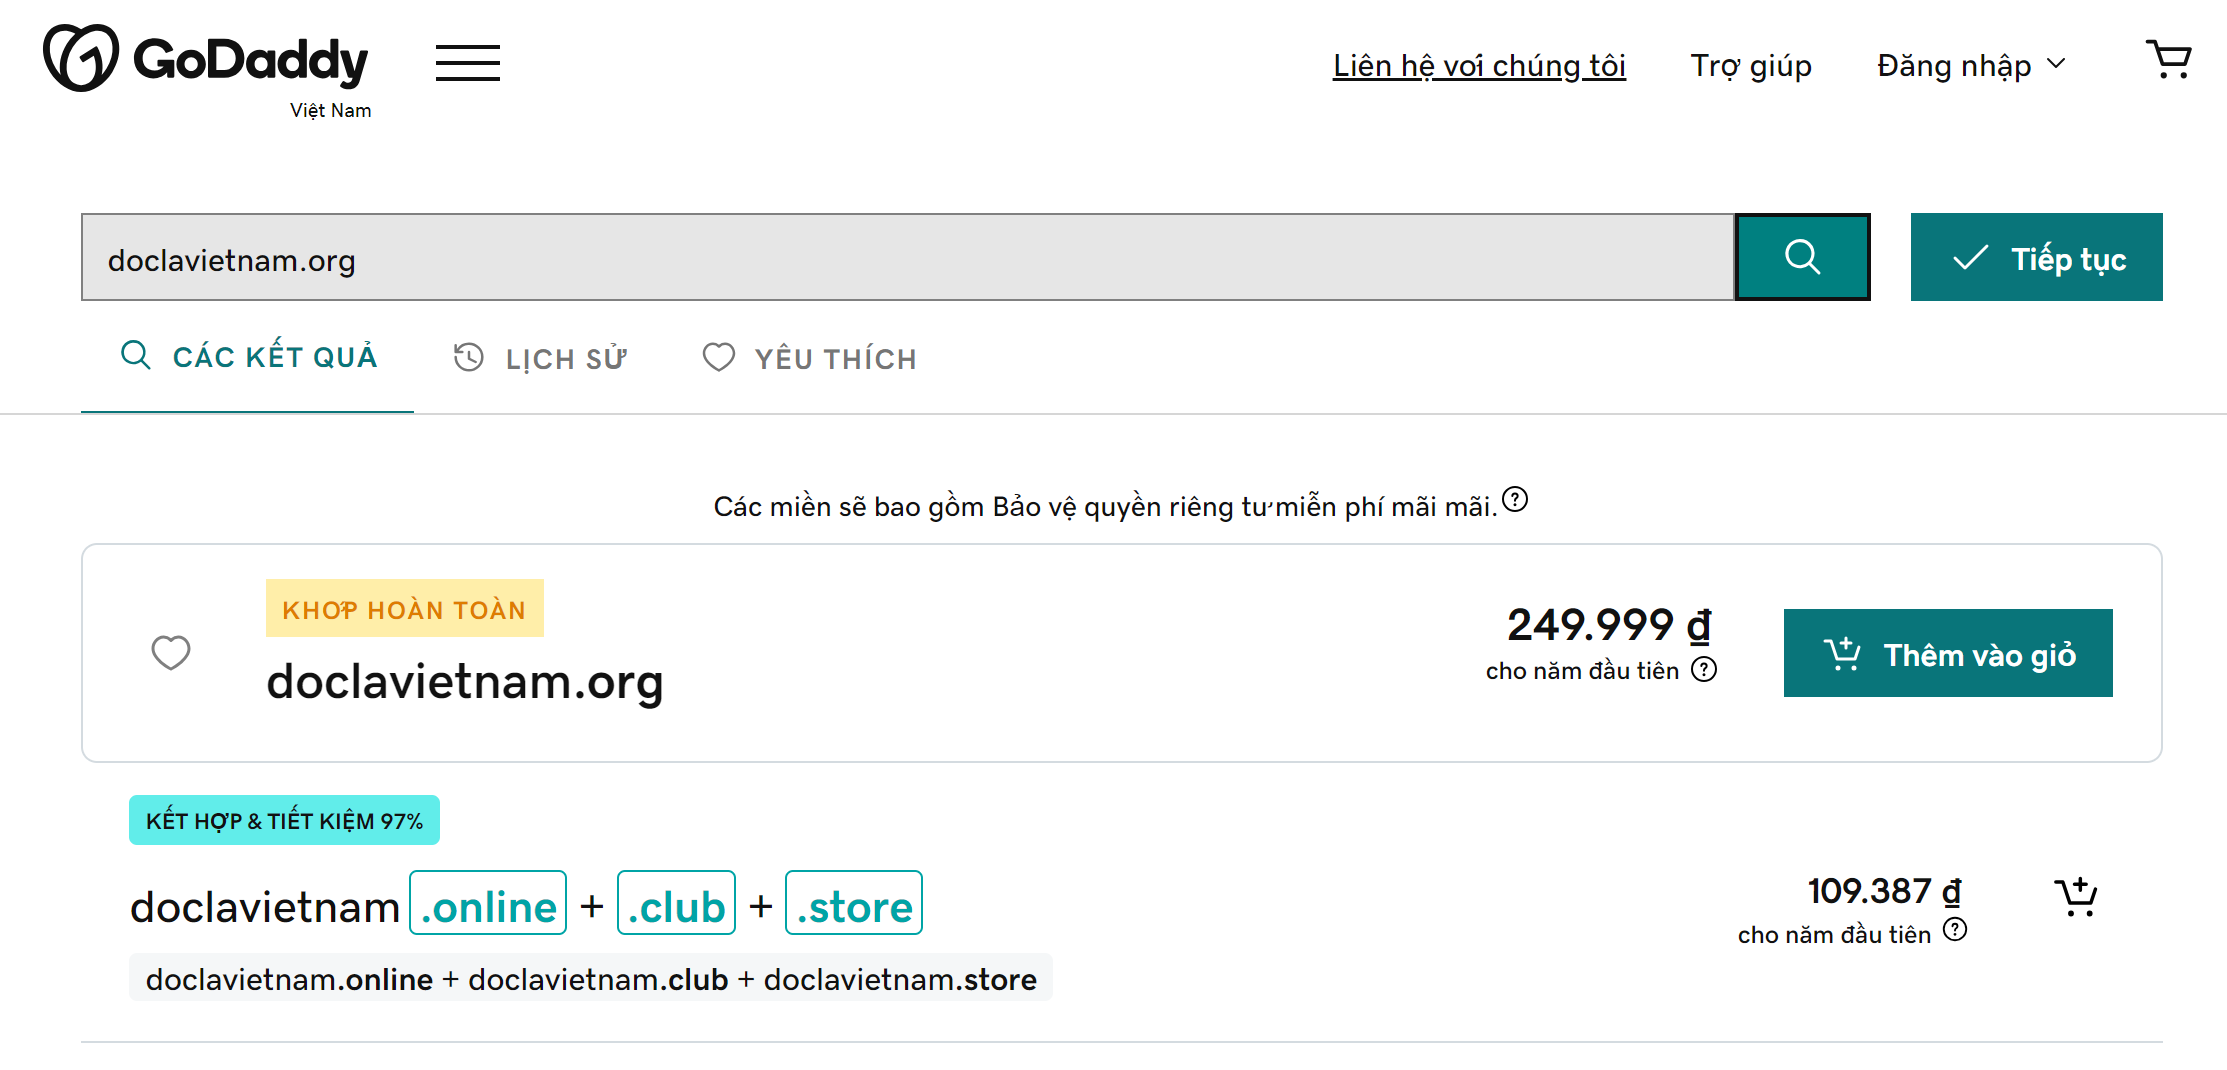 GoDaddy
Việt Nam
Liên hệ với chúng tôi
Trợ giúp
Đăng nhập
doclavietnam.org
Tiếp tục
CÁC KẾT QUẢ
LỊCH SỬ
YÊU THÍCH
Các miền sẽ bao gồm Bảo vệ quyền riêng tư miễn phí mãi mãi.
KHỚP HOÀN TOÀN
doclavietnam.org
249.999 ₫
cho năm đầu tiên
Thêm vào giỏ
KẾT HỢP & TIẾT KIỆM 97%
doclavietnam .online + .club + .store
109.387 ₫
cho năm đầu tiên
doclavietnam.online + doclavietnam.club + doclavietnam.store